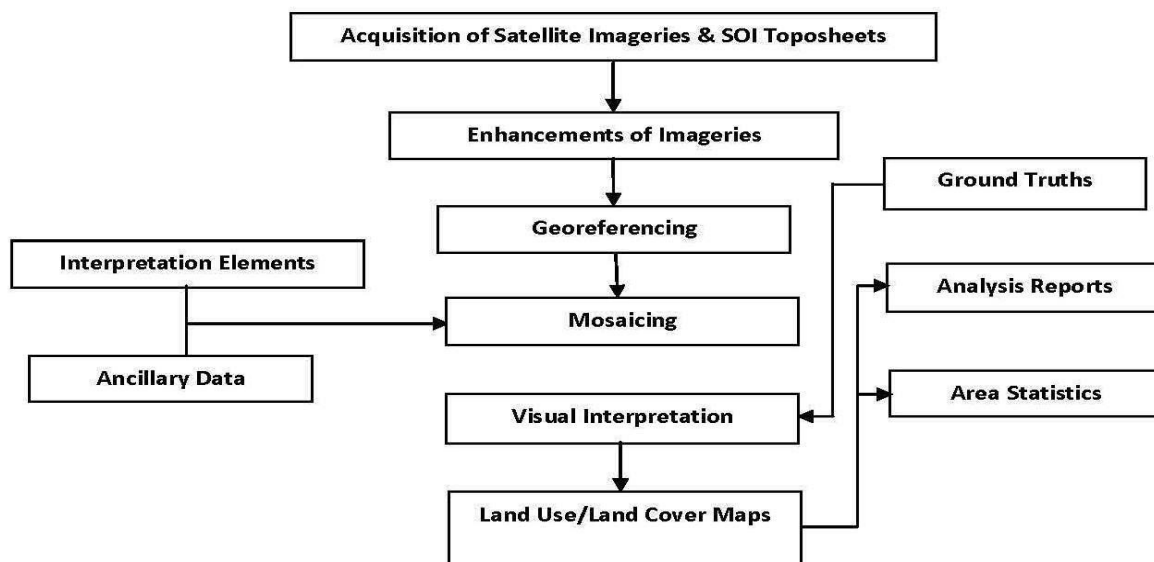 Acquisition of Satellite Imageries & SOI Toposheets
Enhancements of Imageries
Ground Truths
Georeferencing
Interpretation Elements
Analysis Reports
Mosaicing
Ancillary Data
Area Statistics
Visual Interpretation
Land Use/Land Cover Maps